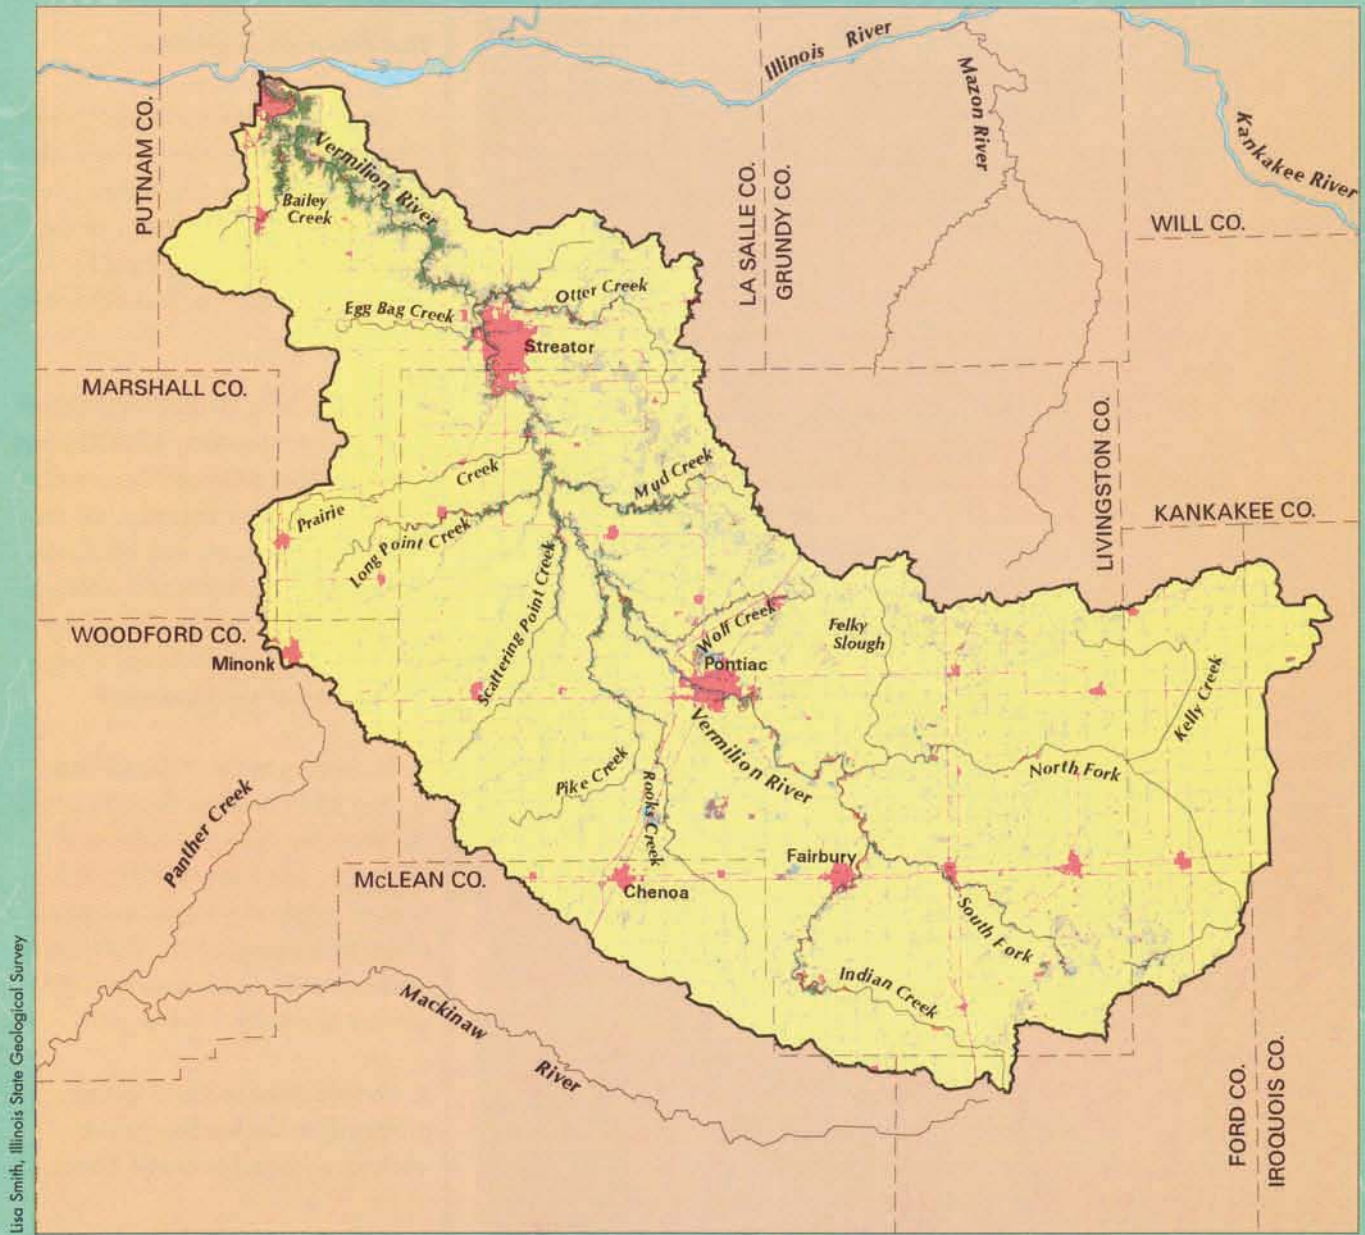 Illinois River
Mazon River
Kankakee River
PUTNAM CO.
Vermilion River
Bailey
Creek
LA SALLE CO.
GRUNDY CO.
WILL CO.
Otter Creek
Egg Bag Creek
Streator
MARSHALL CO.
LIVINGSTON CO.
Mud Creek
Prairie Creek
Long Point Creek
KANKAKEE CO.
Scattering Point Creek
WOODFORD CO.
Minonk
Wolf Creek
Felky
Slough
Pontiac
Kelly Creek
Vermilion River
North Fork
Pike Creek
Rooks Creek
Panther Creek
McLEAN CO.
Chenoa
Fairbury
South Fork
Indian Creek
Mackinaw River
FORD CO.
IROQUOIS CO.
Lisa Smith, Illinois State Geological Survey